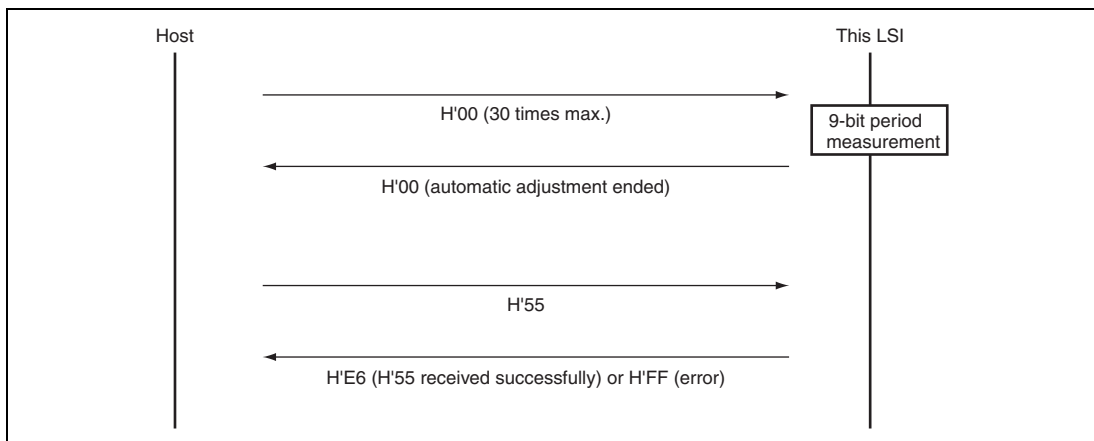 Host
This LSI
H'00 (30 times max.)
9-bit period
measurement
H'00 (automatic adjustment ended)
H'55
H'E6 (H'55 received successfully) or H'FF (error)